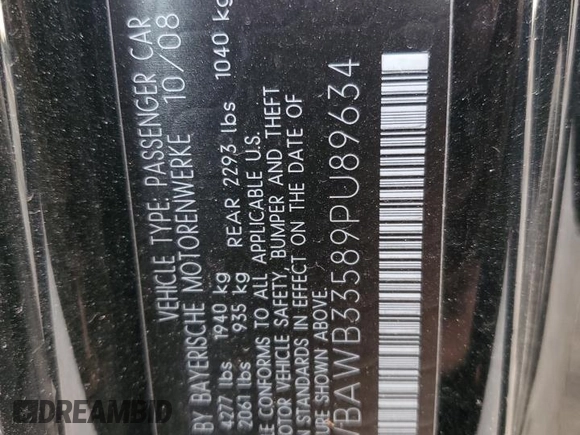 VEHICLE TYPE: PASSENGER CAR
BY BAYERISCHE MOTORENWERKE 10/08
4277 lbs 1940 kg
2061 lbs 935 kg REAR 2293 lbs 1040 kg
CONFORMS TO ALL APPLICABLE U.S.
MOTOR VEHICLE SAFETY, BUMPER AND THEFT
STANDARDS IN EFFECT ON THE DATE OF
URE SHOWN ABOVE
WBAWB33589PU89634
DREAMBID